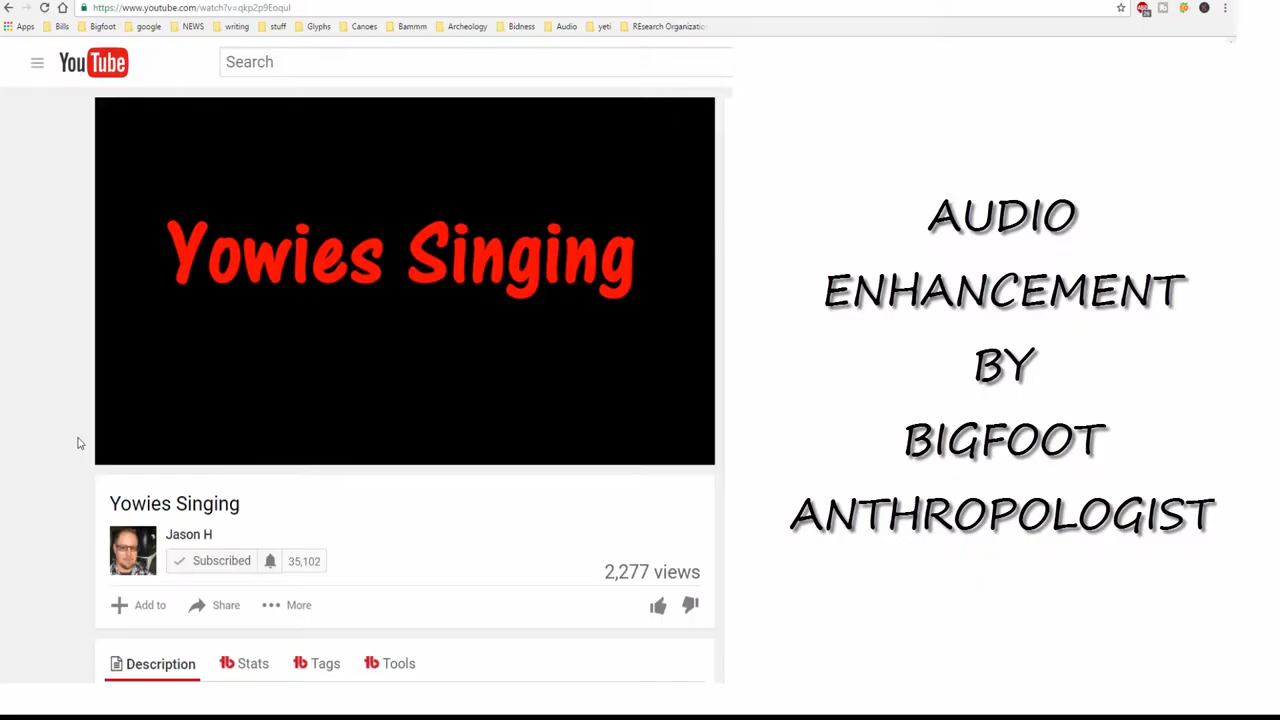 https://www.youtube.com/watch?v=qkp2p9EoquI
Apps Bills Bigfoot google NEWS writing stuff Glyphs Canoes Bammm Archeology Bidness Audio yeti REsearch Organizatio
YouTube
Search
Yowies Singing
AUDIO
ENHANCEMENT
BY
BIGFOOT
ANTHROPOLOGIST
Yowies Singing
Jason H
Subscribed 35,102
2,277 views
Add to Share More
Description Stats Tags Tools